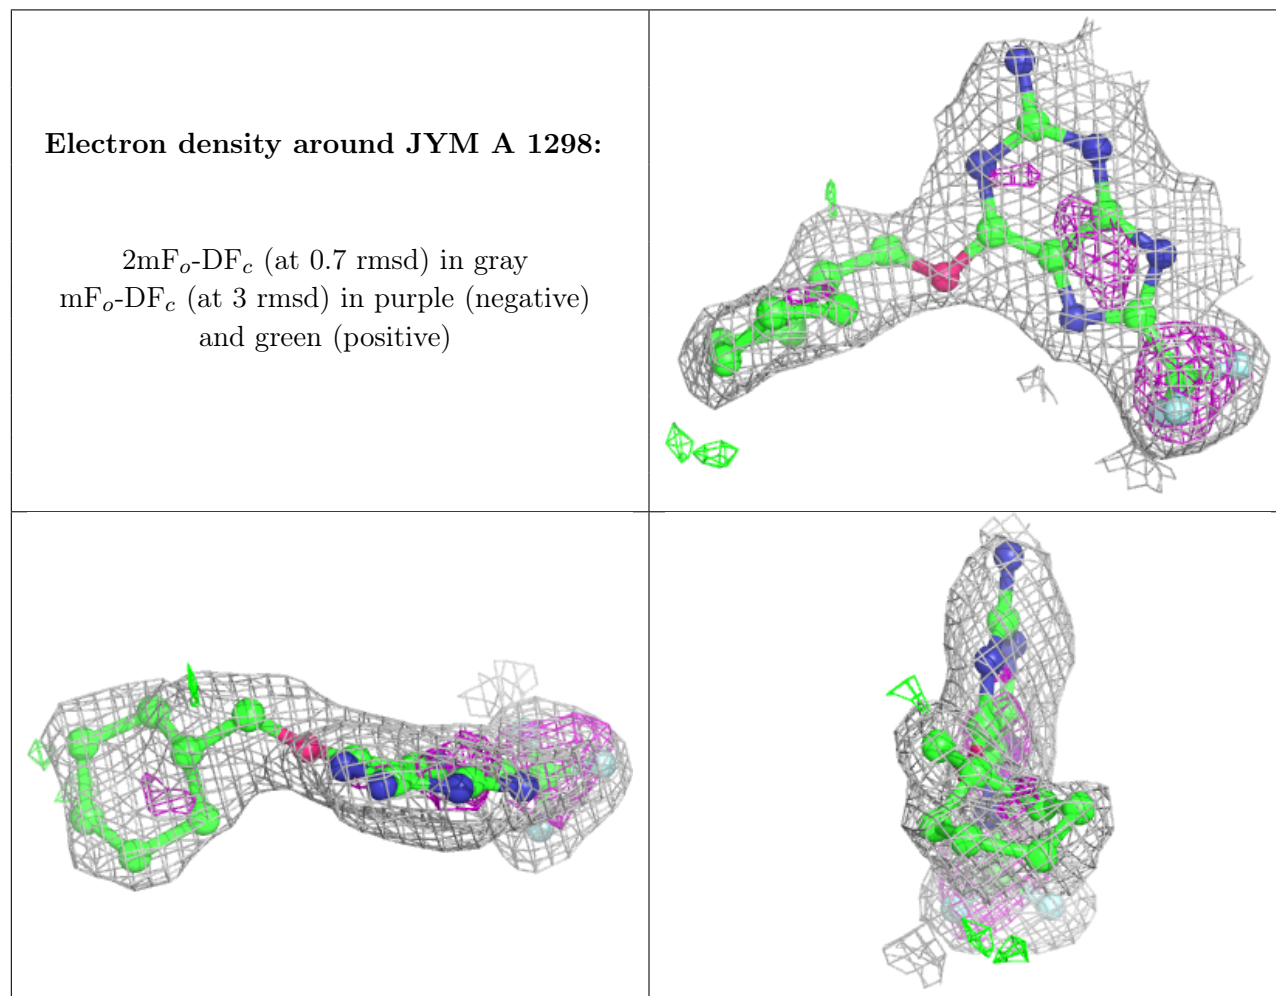 Electron density around JYM A 1298:
2mFo-DFc (at 0.7 rmsd) in gray
mFo-DFc (at 3 rmsd) in purple (negative)
and green (positive)